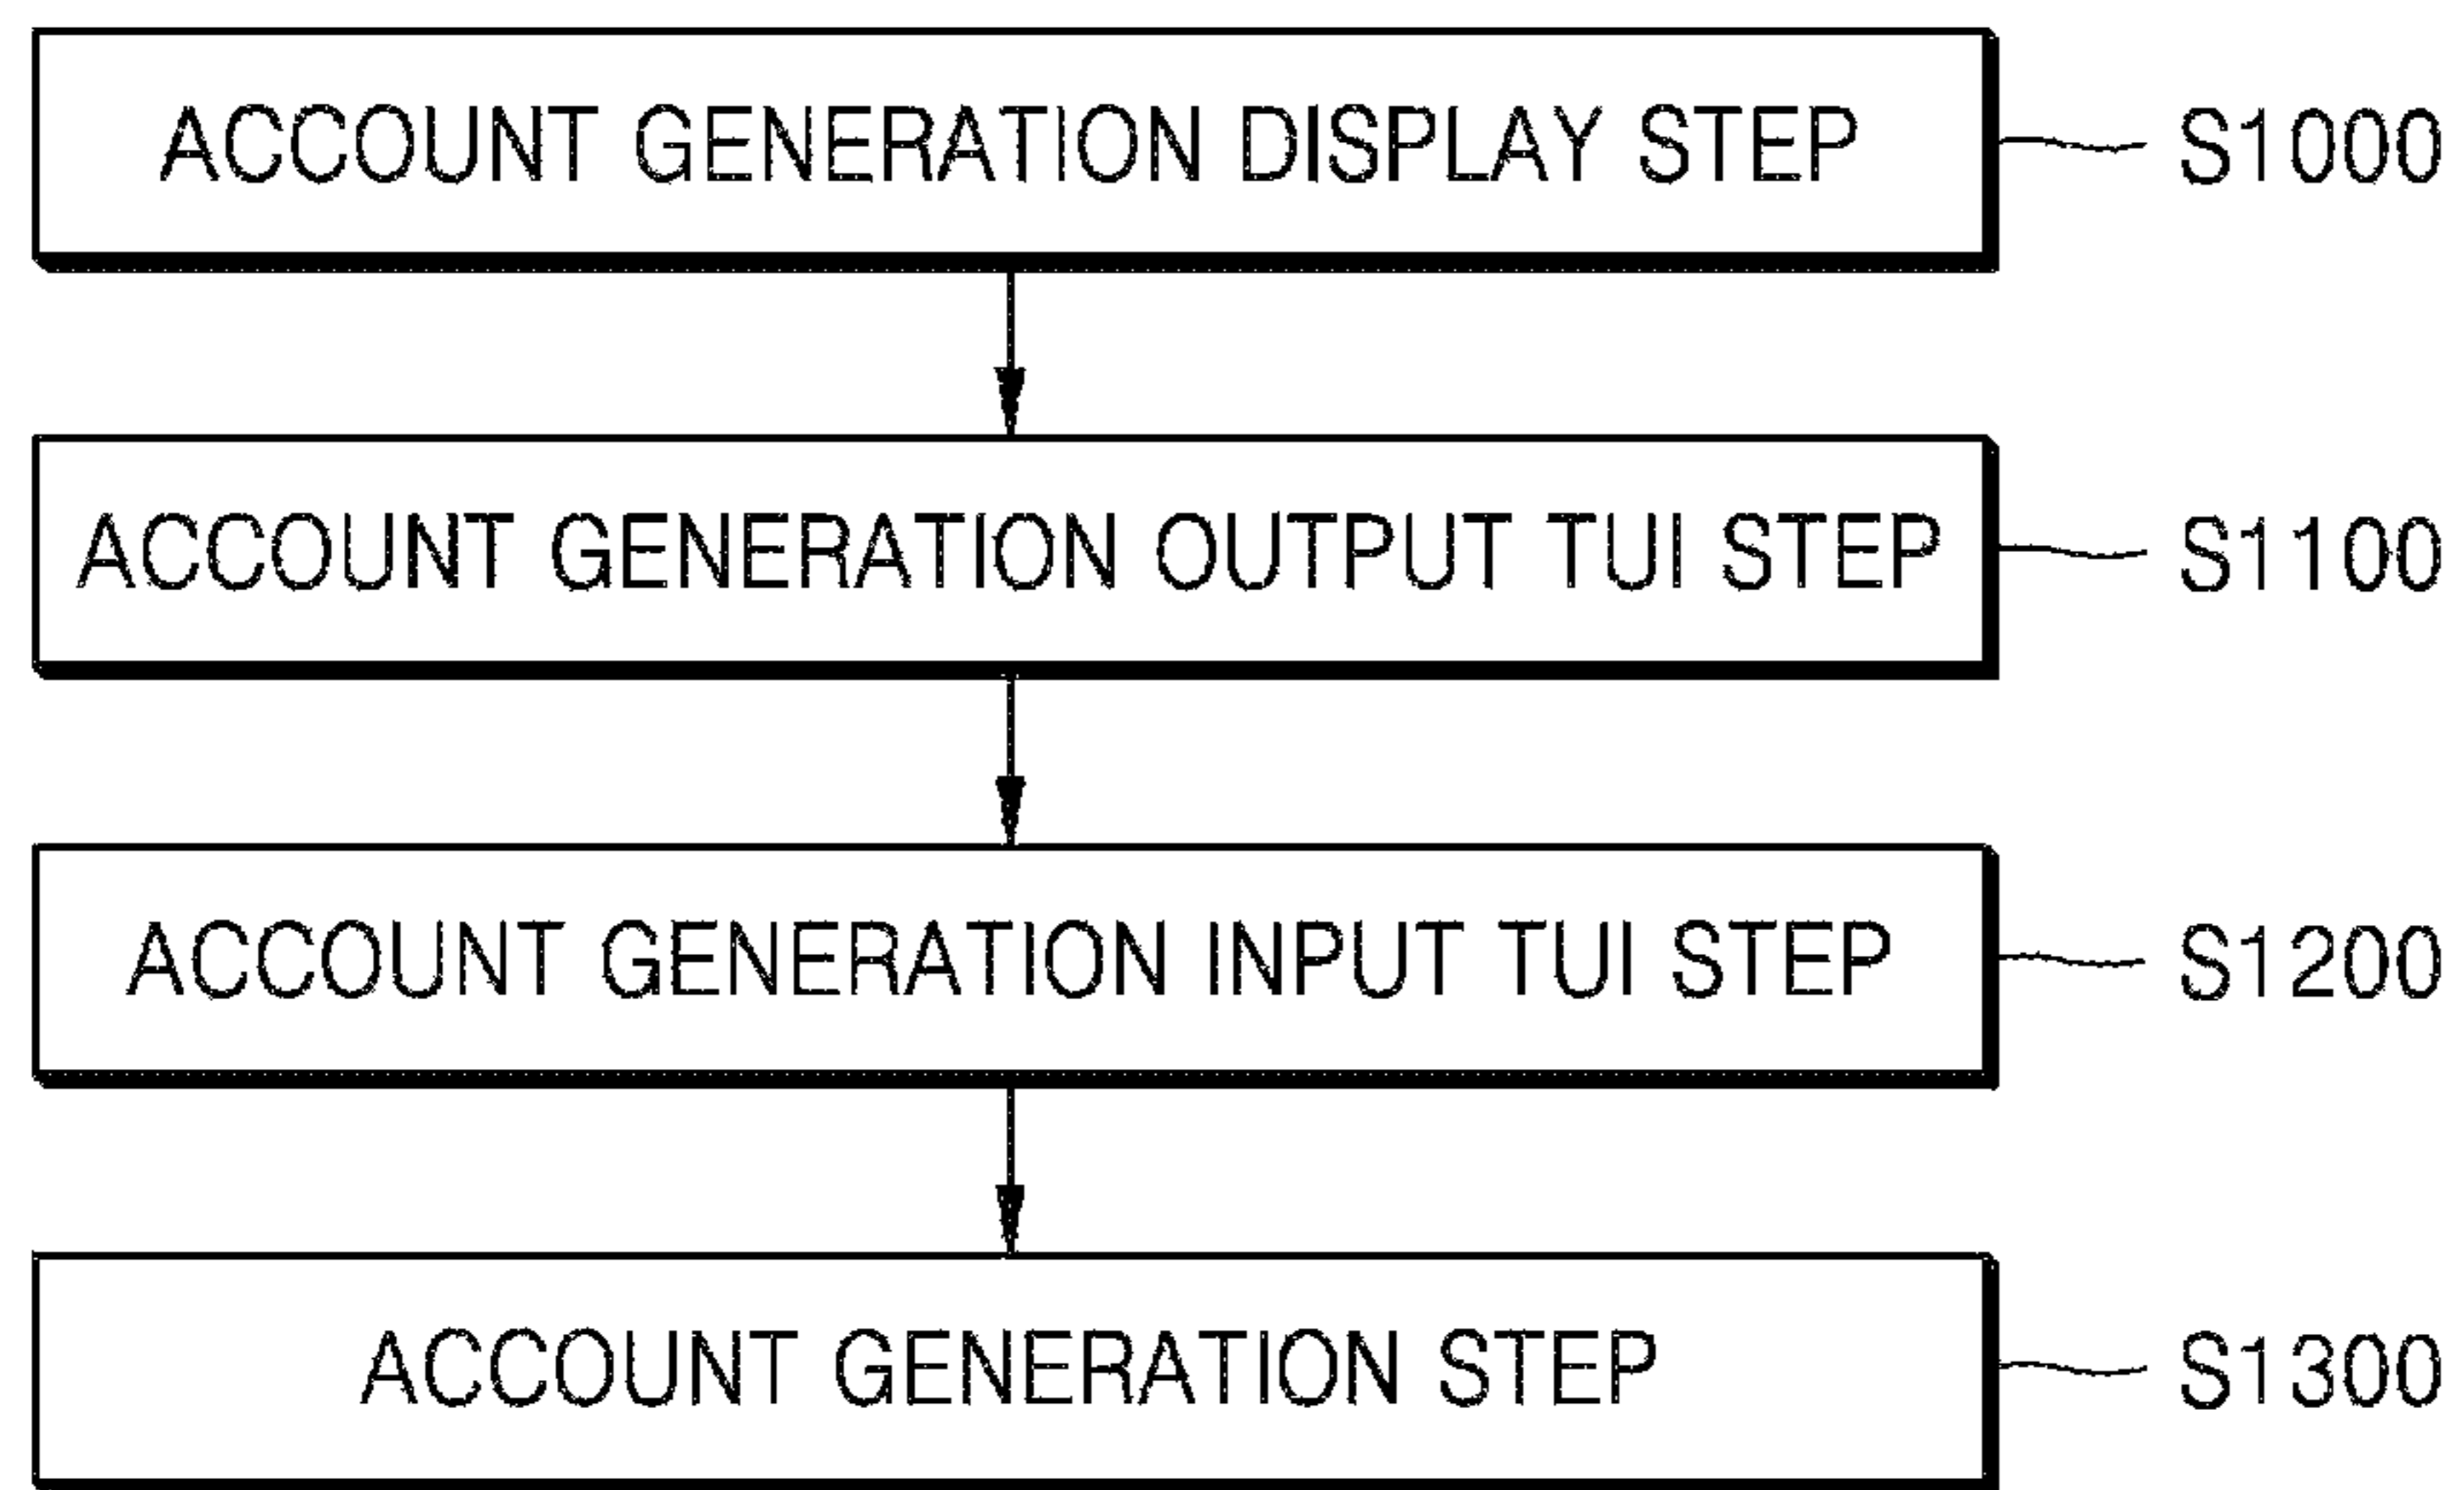 ACCOUNT GENERATION DISPLAY STEP S1000
ACCOUNT GENERATION OUTPUT TUI STEP S1100
ACCOUNT GENERATION INPUT TUI STEP S1200
ACCOUNT GENERATION STEP S1300